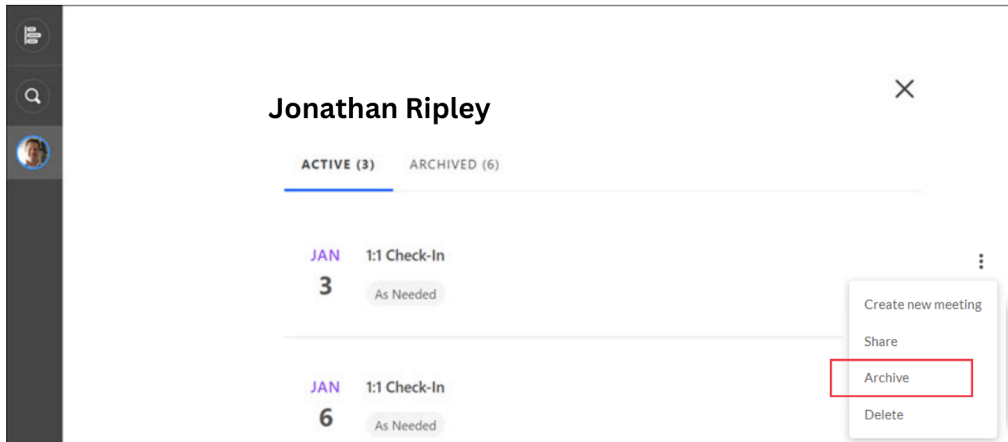 Jonathan Ripley
ACTIVE (3) ARCHIVED (6)
JAN 1:1 Check-In
3 As Needed
Create new meeting
Share
Archive
Delete
JAN 1:1 Check-In
6 As Needed